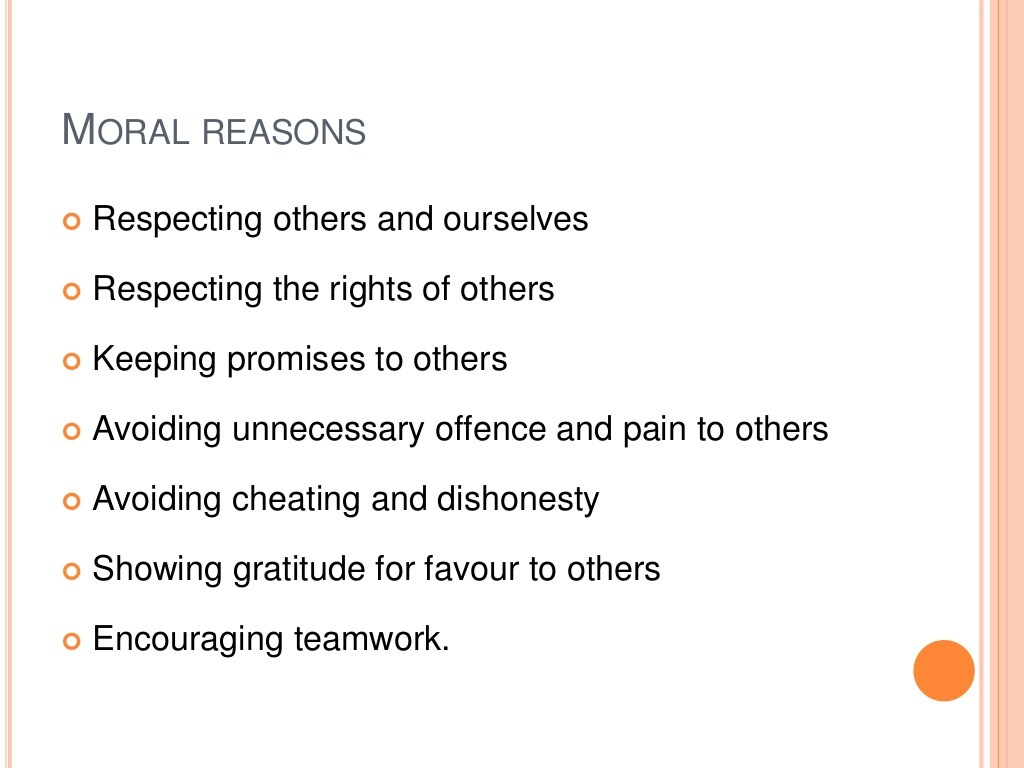 MORAL REASONS
Respecting others and ourselves
Respecting the rights of others
Keeping promises to others
Avoiding unnecessary offence and pain to others
Avoiding cheating and dishonesty
Showing gratitude for favour to others
Encouraging teamwork.